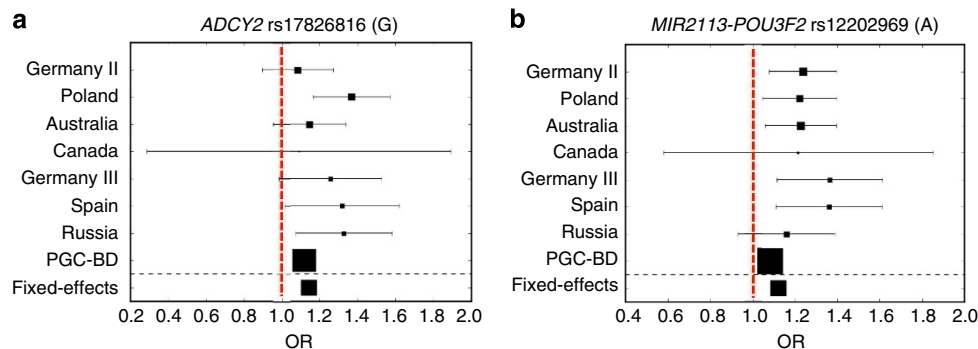 a
ADCY2 rs17826816 (G)
Germany II
Poland
Australia
Canada
Germany III
Spain
Russia
PGC-BD
Fixed-effects
0.2 0.4 0.6 0.8 1.0 1.2 1.4 1.6 1.8 2.0
OR
b
MIR2113-POU3F2 rs12202969 (A)
Germany II
Poland
Australia
Canada
Germany III
Spain
Russia
PGC-BD
Fixed-effects
0.4 0.6 0.8 1.0 1.2 1.4 1.6 1.8 2.0
OR